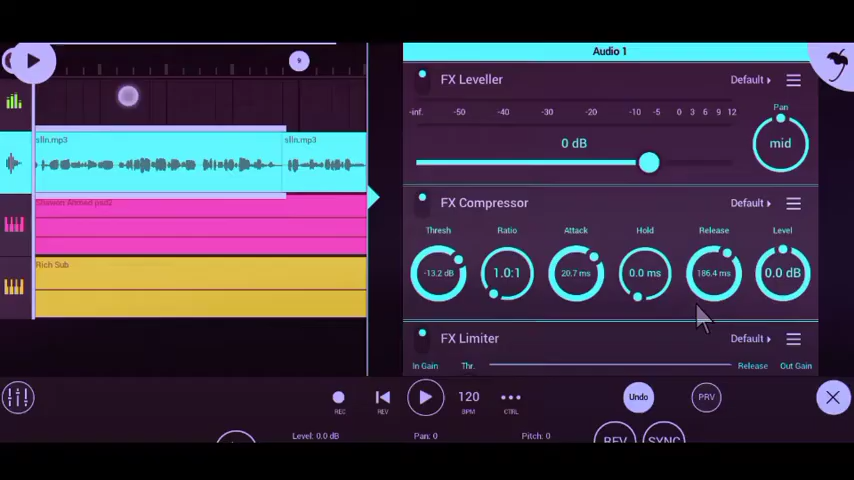 Audio 1
9
FX Leveller
Default
-inf. -50 -40 -30 -20 -10 -5 0 3 6 9 12
Pan
0 dB
mid
slln.mp3
slln.mp3
FX Compressor
Default
Thresh Ratio Attack Hold Release Level
-13.2 dB 1.0:1 20.7 ms 0.0 ms 186.4 ms 0.0 dB
Rich Sub
FX Limiter
Default
In Gain Thr. Release Out Gain
120
Undo
PRV
REC REV BPM CTRL
Level: 0.0 dB Pan: 0 Pitch: 0
REV SYNC